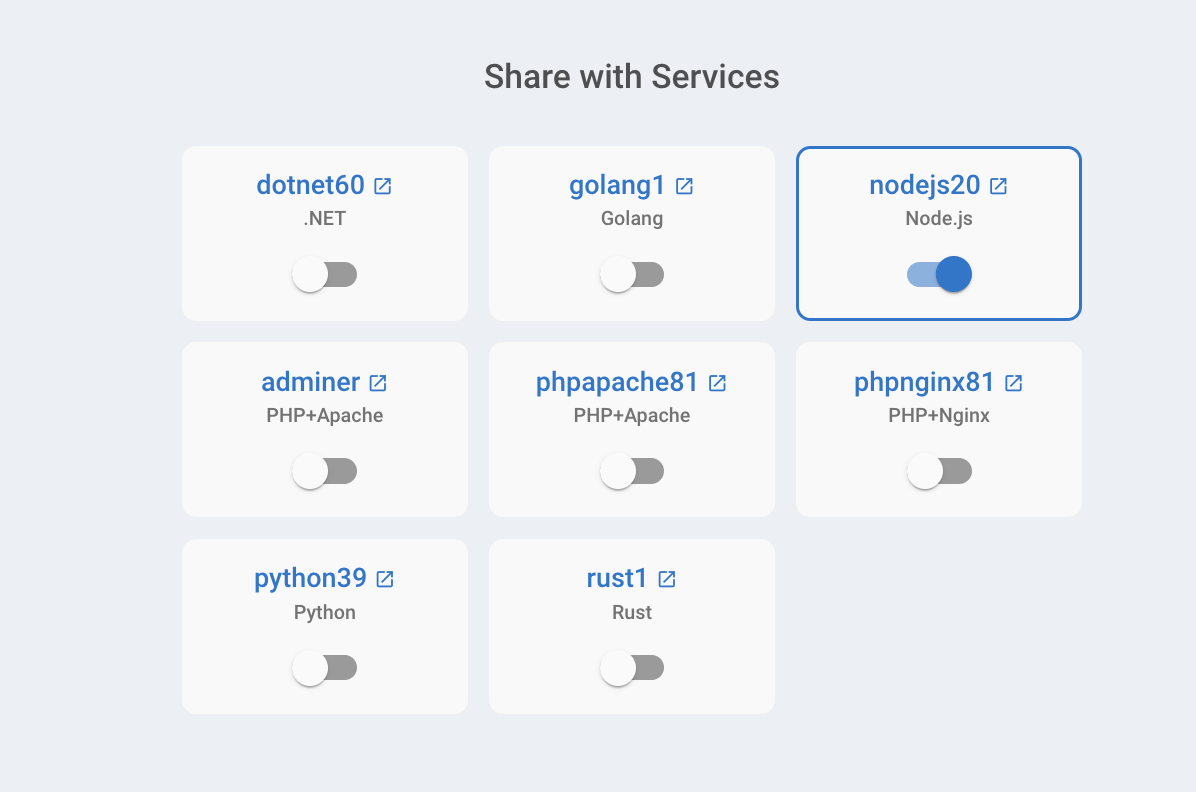 Share with Services
dotnet60
.NET
golang1
Golang
nodejs20
Node.js
adminer
PHP+Apache
phpapache81
PHP+Apache
phpnginx81
PHP+Nginx
python39
Python
rust1
Rust